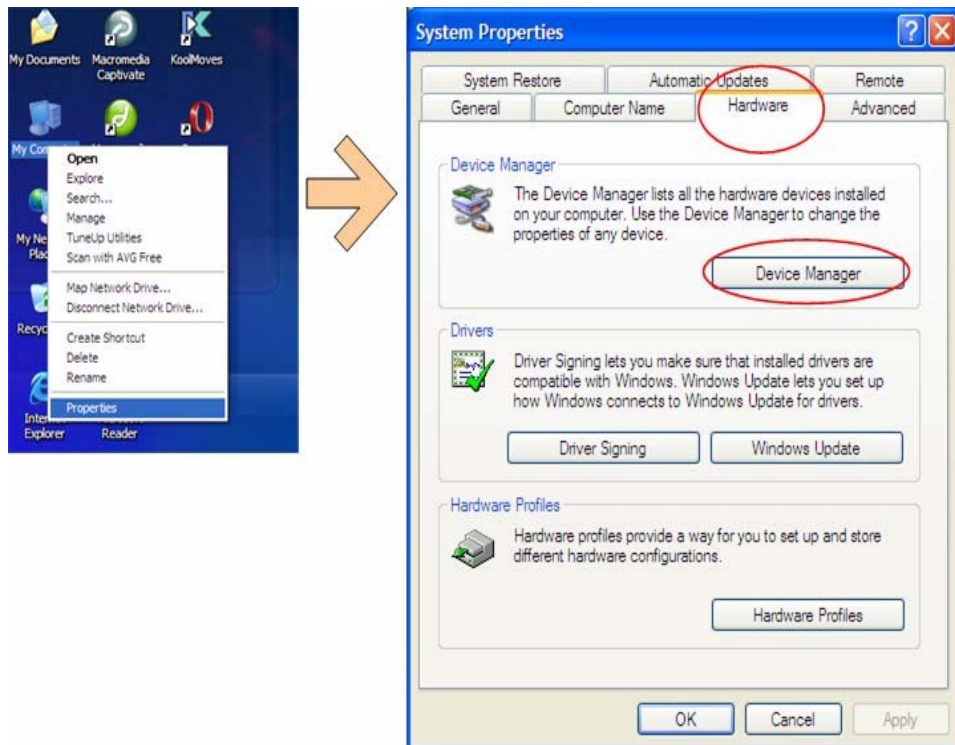 My Documents
Macromedia
Captivate
KoolMoves
My Com
Open
Explore
Search...
Manage
TuneUp Utilities
Scan with AVG Free
Map Network Drive...
Disconnect Network Drive...
Create Shortcut
Delete
Rename
Properties
My Ne
Plac
Recyc
Inter
Explorer
Reader
System Properties
System Restore
Automatic Updates
Remote
General
Computer Name
Hardware
Advanced
Device Manager
The Device Manager lists all the hardware devices installed
on your computer. Use the Device Manager to change the
properties of any device.
Device Manager
Drivers
Driver Signing lets you make sure that installed drivers are
compatible with Windows. Windows Update lets you set up
how Windows connects to Windows Update for drivers.
Driver Signing
Windows Update
Hardware Profiles
Hardware profiles provide a way for you to set up and store
different hardware configurations.
Hardware Profiles
OK
Cancel
Apply